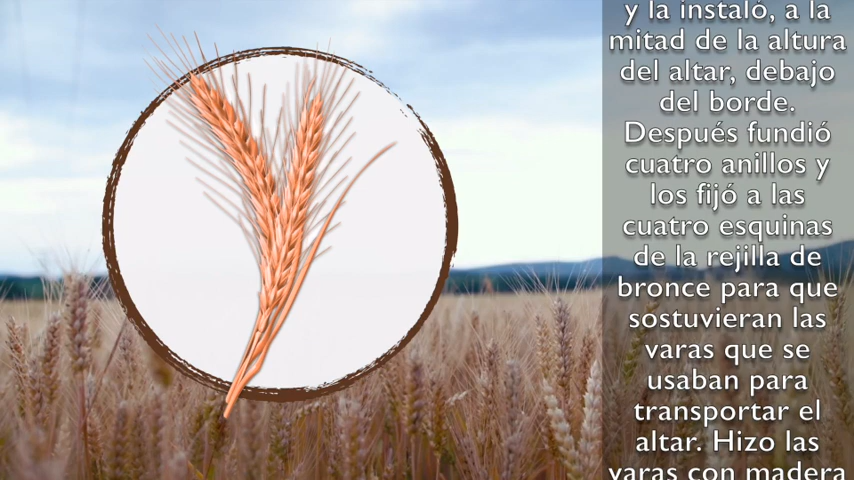 y la instaló, a la
mitad de la altura
del altar, debajo
del borde.
Después fundió
cuatro anillos y
los fijó a las
cuatro esquinas
de la rejilla de
bronce para que
sostuvieran las
varas que se
usaban para
transportar el
altar. Hizo las
varas con madera